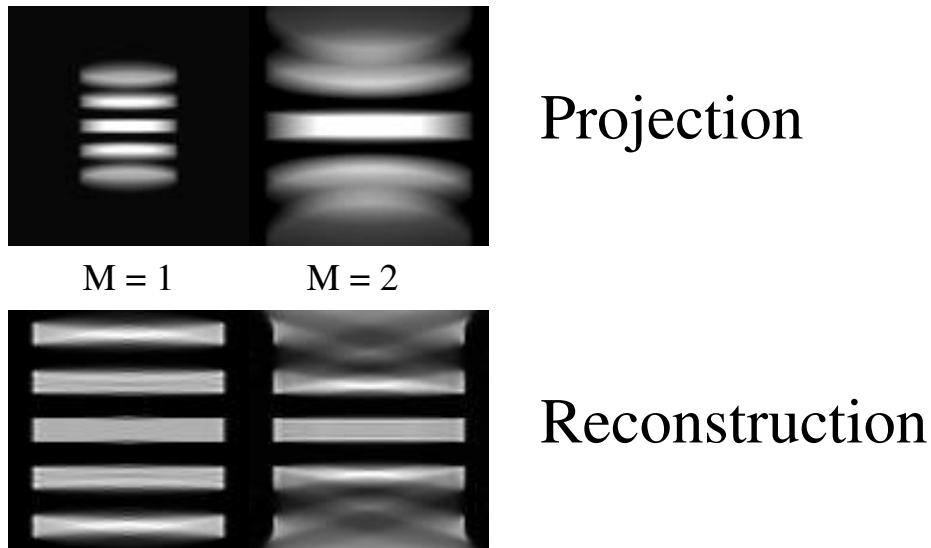 Projection
M = 1
M = 2
Reconstruction